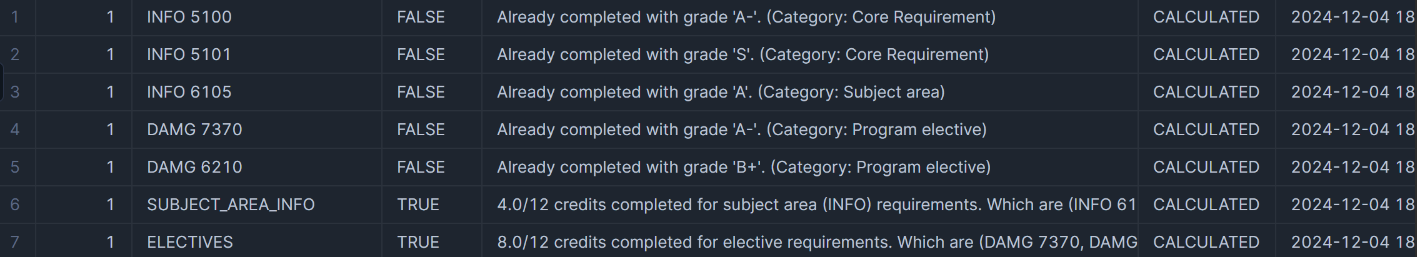 1 1 INFO 5100 FALSE Already completed with grade 'A-'. (Category: Core Requirement) CALCULATED 2024-12-04 18
2 1 INFO 5101 FALSE Already completed with grade 'S'. (Category: Core Requirement) CALCULATED 2024-12-04 18
3 1 INFO 6105 FALSE Already completed with grade 'A'. (Category: Subject area) CALCULATED 2024-12-04 18
4 1 DAMG 7370 FALSE Already completed with grade 'A-'. (Category: Program elective) CALCULATED 2024-12-04 18
5 1 DAMG 6210 FALSE Already completed with grade 'B+'. (Category: Program elective) CALCULATED 2024-12-04 18
6 1 SUBJECT_AREA_INFO TRUE 4.0/12 credits completed for subject area (INFO) requirements. Which are (INFO 61 CALCULATED 2024-12-04 18
7 1 ELECTIVES TRUE 8.0/12 credits completed for elective requirements. Which are (DAMG 7370, DAMG CALCULATED 2024-12-04 18